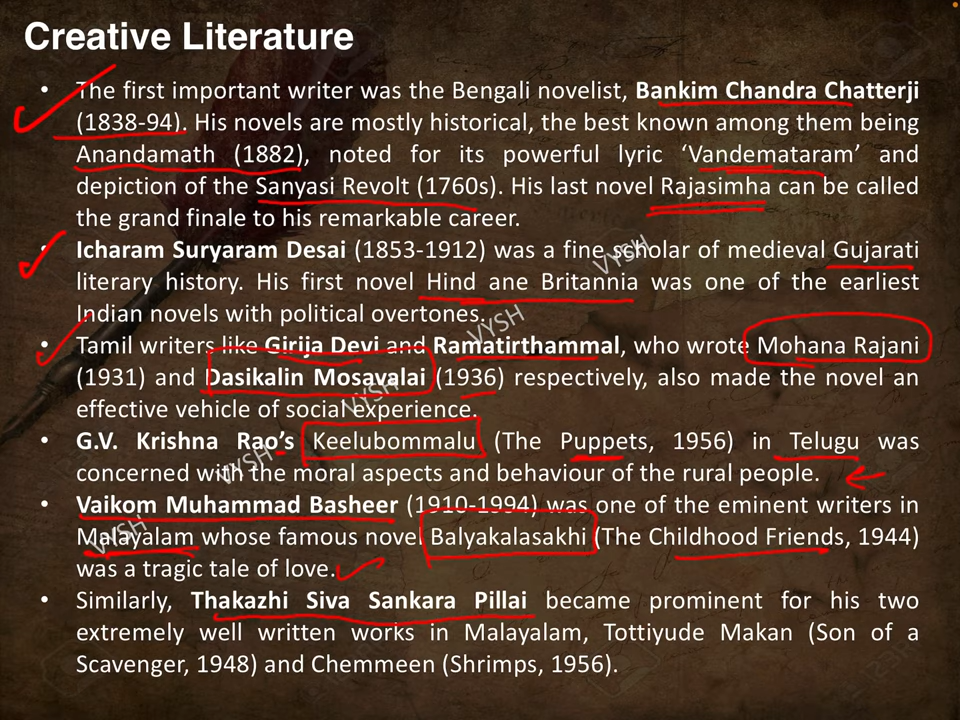 Creative Literature
• The first important writer was the Bengali novelist, Bankim Chandra Chatterji
(1838-94). His novels are mostly historical, the best known among them being
Anandamath (1882), noted for its powerful lyric ‘Vandemataram’ and
depiction of the Sanyasi Revolt (1760s). His last novel Rajasimha can be called
the grand finale to his remarkable career.
• Icharam Suryaram Desai (1853-1912) was a fine scholar of medieval Gujarati
literary history. His first novel Hind ane Britannia was one of the earliest
Indian novels with political overtones.
• Tamil writers like Girija Devi and Ramatirthammal, who wrote Mohana Rajani
(1931) and Dasikalin Mosavalai (1936) respectively, also made the novel an
effective vehicle of social experience.
• G.V. Krishna Rao’s Keelubommalu (The Puppets, 1956) in Telugu was
concerned with the moral aspects and behaviour of the rural people.
• Vaikom Muhammad Basheer (1910-1994) was one of the eminent writers in
Malayalam whose famous novel Balyakalasakhi (The Childhood Friends, 1944)
was a tragic tale of love.
• Similarly, Thakazhi Siva Sankara Pillai became prominent for his two
extremely well written works in Malayalam, Tottiyude Makan (Son of a
Scavenger, 1948) and Chemmeen (Shrimps, 1956).
VYSH
VYSH
VYSH
VYSH
VYSH